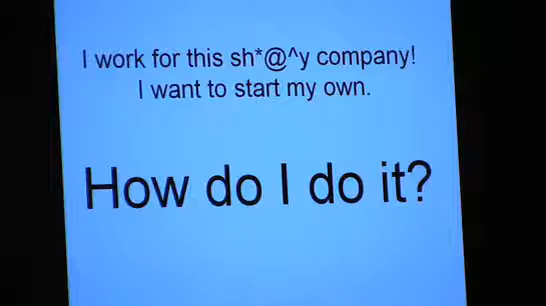 I work for this sh*@^y company!
I want to start my own.
How do I do it?